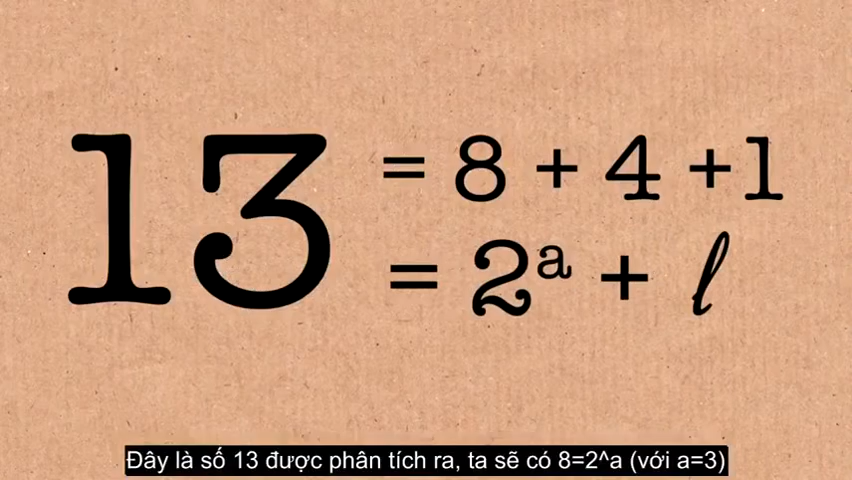 13 = 8 + 4 + 1
= 2ᵃ + ℓ
Đây là số 13 được phân tích ra, ta sẽ có 8=2^a (với a=3)